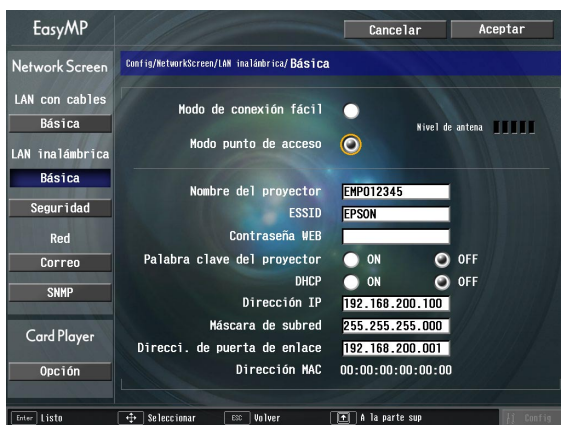 EasyMP
Cancelar
Aceptar
Network Screen
Config/NetworkScreen/LAN inalámbrica/Básica
LAN con cables
Básica
LAN inalámbrica
Básica
Seguridad
Red
Correo
SNMP
Card Player
Opción
Modo de conexión fácil
Nivel de antena
Modo punto de acceso
Nombre del proyector EMP012345
ESSID EPSON
Contraseña WEB
Palabra clave del proyector ON OFF
DHCP ON OFF
Dirección IP 192.168.200.100
Máscara de subred 255.255.255.000
Direcci. de puerta de enlace 192.168.200.001
Dirección MAC 00:00:00:00:00:00
Enter Listo
Seleccionar
ESC Volver
A la parte sup
Config